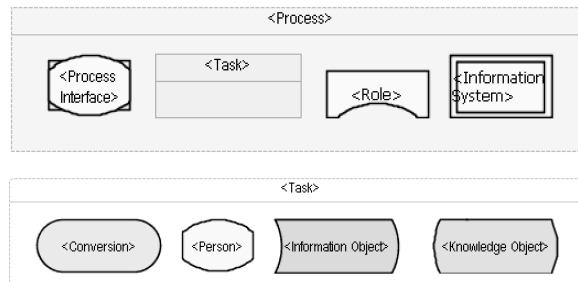 <Process>
<Process
Interface>
<Task>
<Role>
<Information
System>
<Task>
<Conversion>
<Person>
<Information Object>
<Knowledge Object>